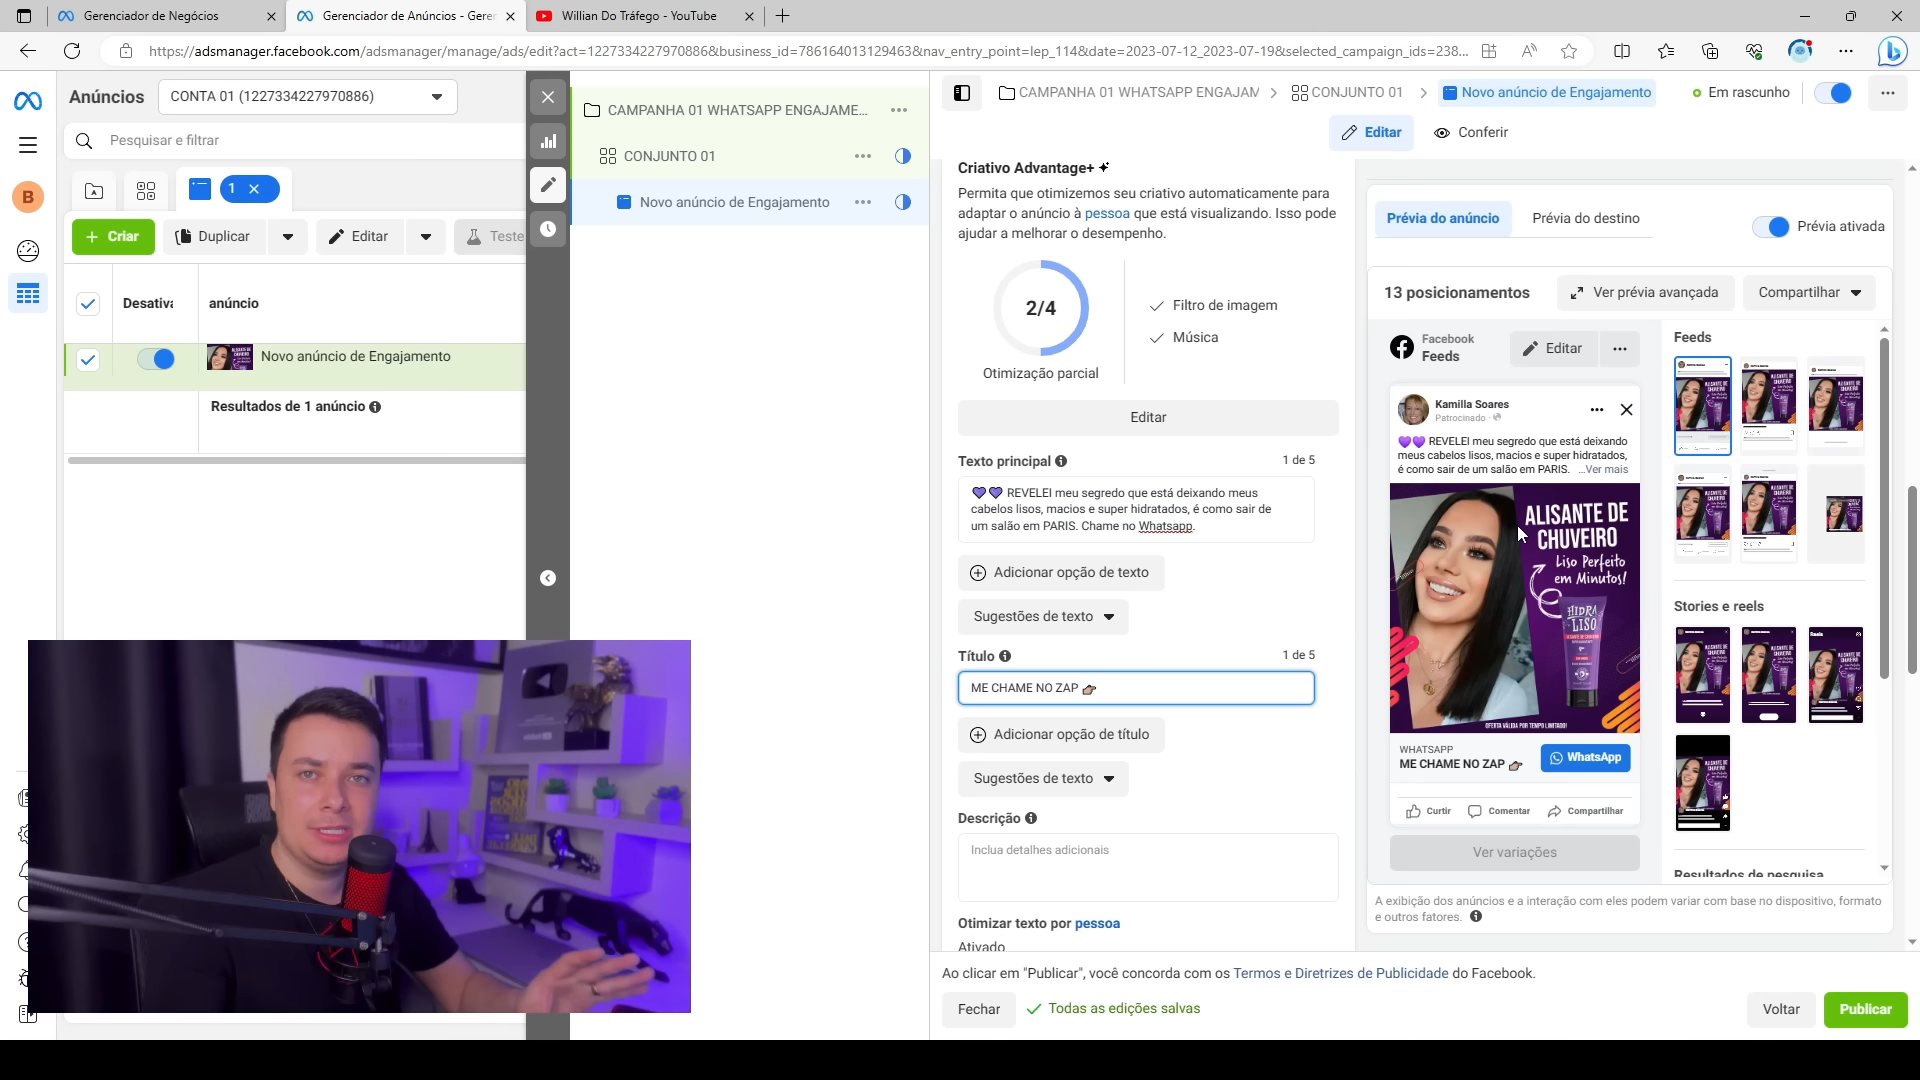 Gerenciador de Negócios
Gerenciador de Anúncios - Geren
Willian Do Tráfego - YouTube
https://adsmanager.facebook.com/adsmanager/manage/ads/edit?act=1227334227970886&business_id=786164013129463&nav_entry_point=lep_114&date=2023-07-12_2023-07-19&selected_campaign_ids=238...
Anúncios
CONTA 01 (1227334227970886)
Pesquisar e filtrar
B
1
Criar
Duplicar
Editar
Teste
Desativa
anúncio
Novo anúncio de Engajamento
Resultados de 1 anúncio
CAMPANHA 01 WHATSAPP ENGAJAME...
CONJUNTO 01
Novo anúncio de Engajamento
CAMPANHA 01 WHATSAPP ENGAJAM
CONJUNTO 01
Novo anúncio de Engajamento
Em rascunho
Editar
Conferir
Criativo Advantage+
Permita que otimizemos seu criativo automaticamente para
adaptar o anúncio à pessoa que está visualizando. Isso pode
ajudar a melhorar o desempenho.
2/4
Otimização parcial
Filtro de imagem
Música
Editar
Texto principal
1 de 5
💜💜 REVELEI meu segredo que está deixando meus
cabelos lisos, macios e super hidratados, é como sair de
um salão em PARIS. Chame no Whatsapp.
Adicionar opção de texto
Sugestões de texto
Título
1 de 5
ME CHAME NO ZAP 👉🏽
Adicionar opção de título
Sugestões de texto
Descrição
Inclua detalhes adicionais
Otimizar texto por pessoa
Ativado
Prévia do anúncio
Prévia do destino
Prévia ativada
13 posicionamentos
Ver prévia avançada
Compartilhar
Facebook
Feeds
Editar
Kamilla Soares
Patrocinado
💜💜 REVELEI meu segredo que está deixando
meus cabelos lisos, macios e super hidratados,
é como sair de um salão em PARIS. ...Ver mais
ALISANTE DE
CHUVEIRO
Liso Perfeito
em Minutos!
HIDRA
LISO
ALISANTE DE
CHUVEIRO
OFERTA VÁLIDA POR TEMPO LIMITADO!
WHATSAPP
ME CHAME NO ZAP 👉🏽
WhatsApp
Curtir
Comentar
Compartilhar
Ver variações
Feeds
Stories e reels
Resultados de pesquisa
A exibição dos anúncios e a interação com eles podem variar com base no dispositivo, formato
e outros fatores.
Ao clicar em "Publicar", você concorda com os Termos e Diretrizes de Publicidade do Facebook.
Fechar
Todas as edições salvas
Voltar
Publicar